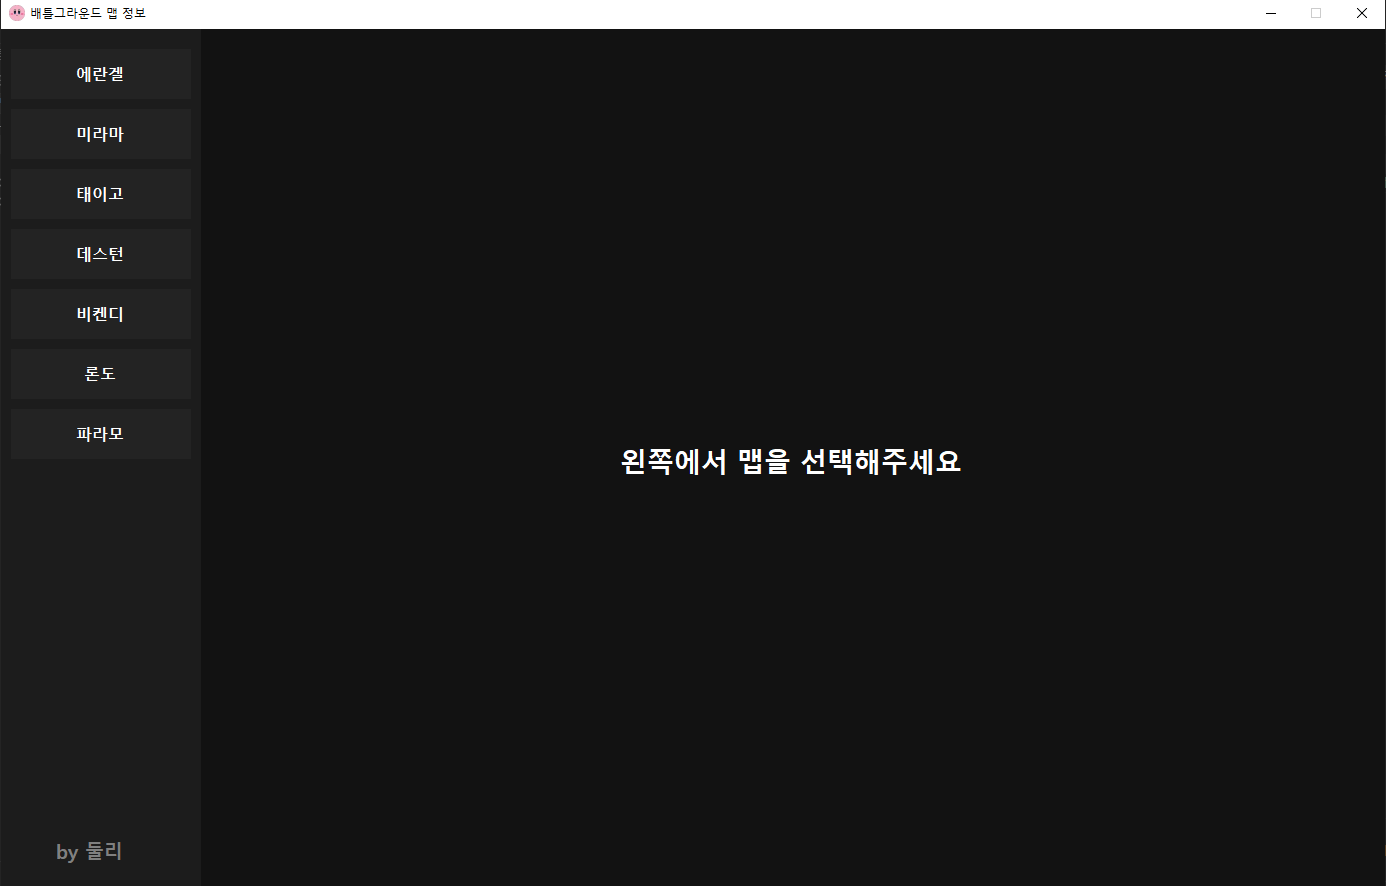 배틀그라운드 맵 정보
에란겔
미라마
태이고
데스턴
비켄디
론도
파라모
왼쪽에서 맵을 선택해주세요
by 둘리